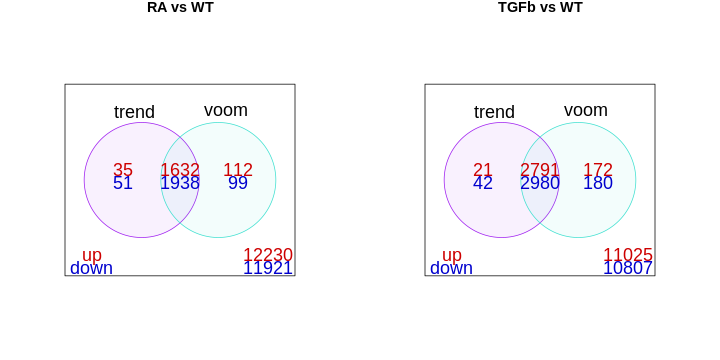 RA vs WT
trend voom
35 1632 112
51 1938 99
up 12230
down 11921
TGFb vs WT
trend voom
21 2791 172
42 2980 180
up 11025
down 10807